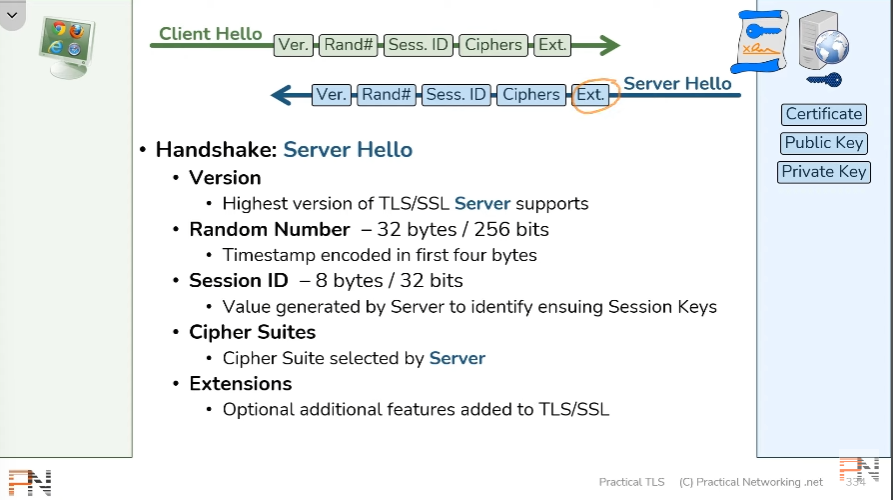 Client Hello
Ver. Rand# Sess. ID Ciphers Ext.
Ver. Rand# Sess. ID Ciphers Ext.
Server Hello
Certificate
Public Key
Private Key
• Handshake: Server Hello
• Version
• Highest version of TLS/SSL Server supports
• Random Number – 32 bytes / 256 bits
• Timestamp encoded in first four bytes
• Session ID – 8 bytes / 32 bits
• Value generated by Server to identify ensuing Session Keys
• Cipher Suites
• Cipher Suite selected by Server
• Extensions
• Optional additional features added to TLS/SSL
PN
Practical TLS (C) Practical Networking .net 334
PN